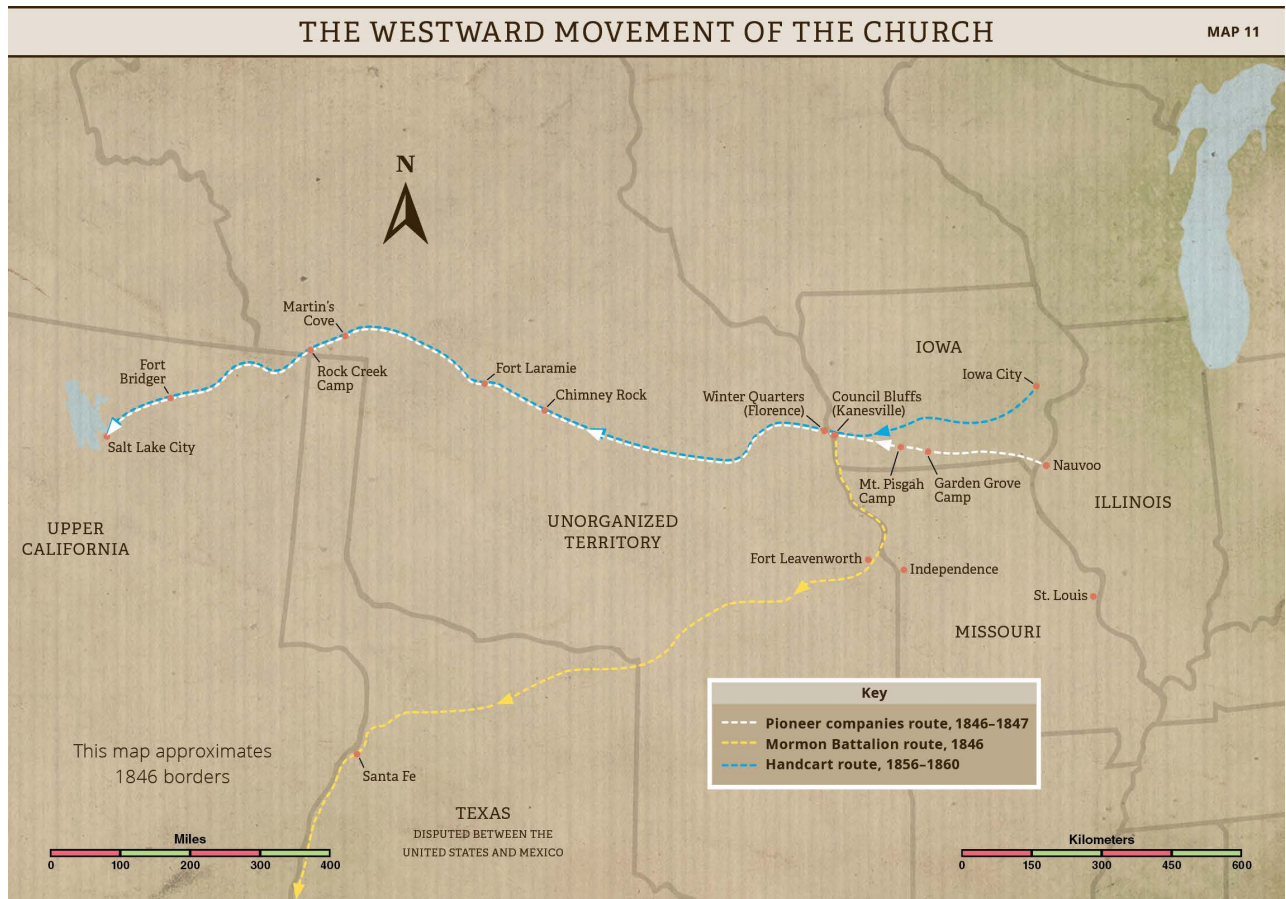 THE WESTWARD MOVEMENT OF THE CHURCH
MAP 11
N
Martin's
Cove
Rock Creek
Camp
Fort
Bridger
Salt Lake City
Fort Laramie
Chimney Rock
Winter Quarters
(Florence)
Council Bluffs
(Kanesville)
IOWA
Iowa City
Nauvoo
Mt. Pisgah
Camp
Garden Grove
Camp
ILLINOIS
UPPER
CALIFORNIA
UNORGANIZED
TERRITORY
Fort Leavenworth
Independence
St. Louis
MISSOURI
Key
Pioneer companies route, 1846–1847
Mormon Battalion route, 1846
Handcart route, 1856–1860
This map approximates
1846 borders
Santa Fe
TEXAS
DISPUTED BETWEEN THE
UNITED STATES AND MEXICO
Miles
0 100 200 300 400
Kilometers
0 150 300 450 600